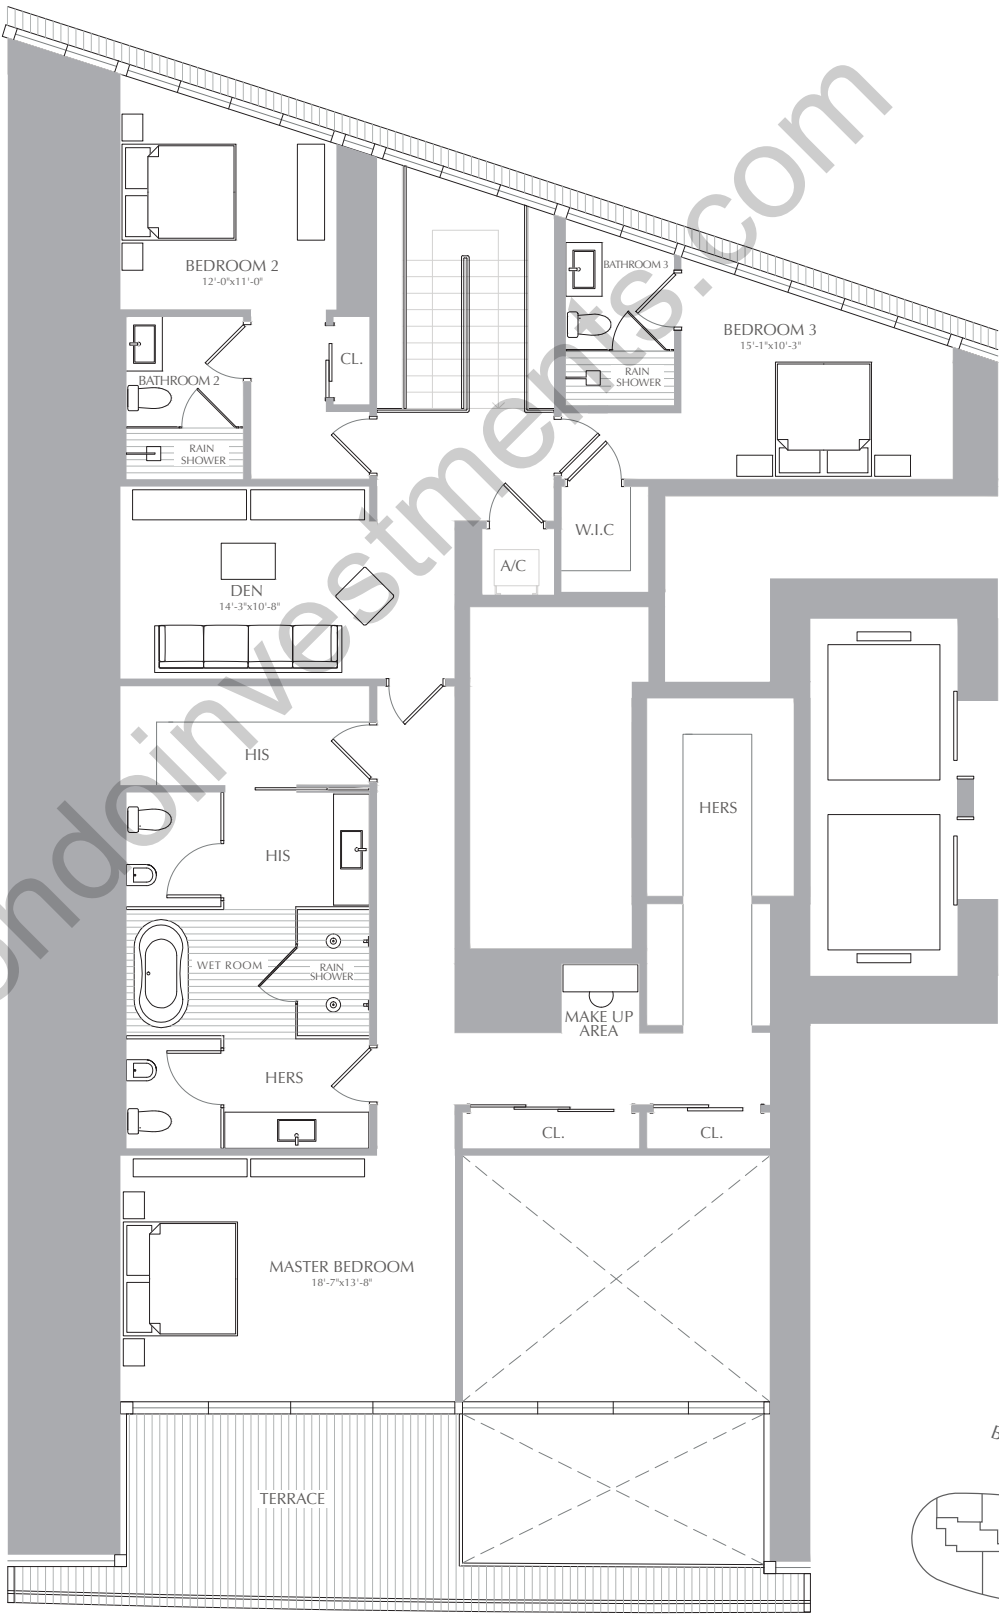 BEDROOM 2
12'-0"x11'-0"
BATHROOM 3
BEDROOM 3
15'-1"x10'-3"
CL.
BATHROOM 2
RAIN
SHOWER
RAIN
SHOWER
W.I.C
A/C
DEN
14'-3"x10'-8"
HIS
HERS
HIS
WET ROOM
RAIN
SHOWER
MAKE UP
AREA
HERS
CL.
CL.
MASTER BEDROOM
18'-7"x13'-8"
TERRACE
ondoinvestments.com